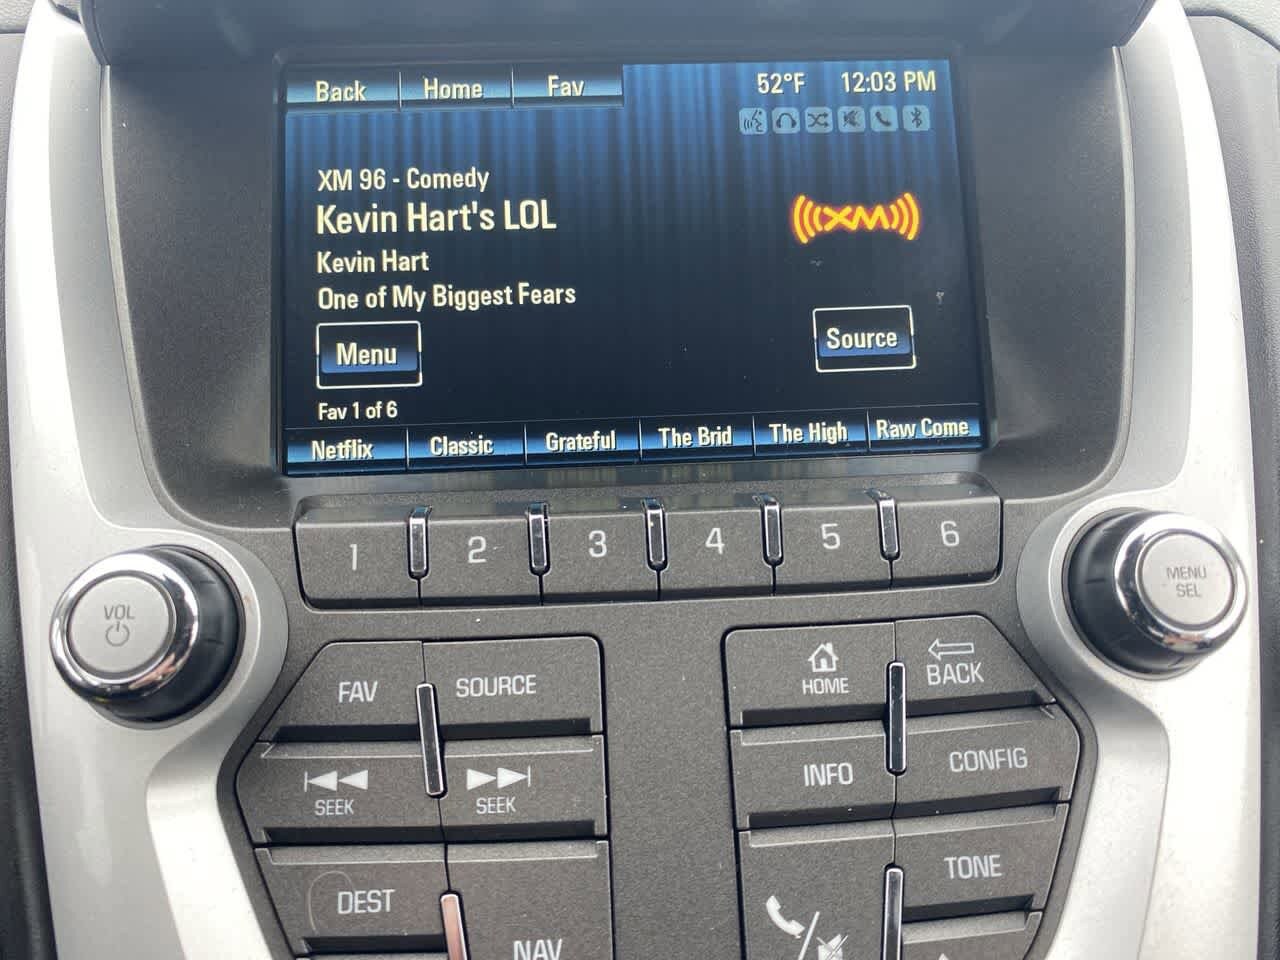 Back Home Fav 52°F 12:03 PM
XM 96 - Comedy
Kevin Hart's LOL
XM
Kevin Hart
One of My Biggest Fears
Menu Source
Fav 1 of 6
Netflix Classic Grateful The Brid The High Raw Come
1 2 3 4 5 6
VOL
MENU
SEL
FAV SOURCE
HOME BACK
SEEK SEEK
INFO CONFIG
DEST NAV
TONE